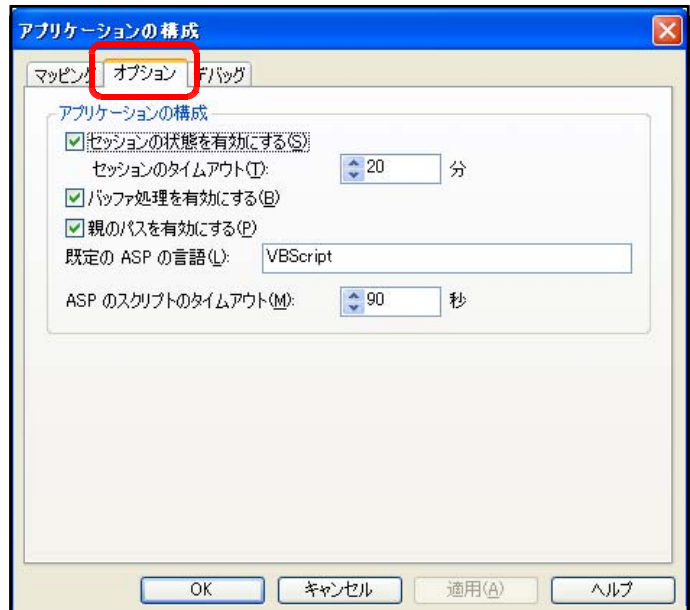 アプリケーションの構成
マッピング オプション デバッグ
アプリケーションの構成
セッションの状態を有効にする(S)
セッションのタイムアウト(T): 20 分
バッファ処理を有効にする(B)
親のパスを有効にする(P)
既定の ASP の言語(L): VBScript
ASP のスクリプトのタイムアウト(M): 90 秒
OK キャンセル 適用(A) ヘルプ